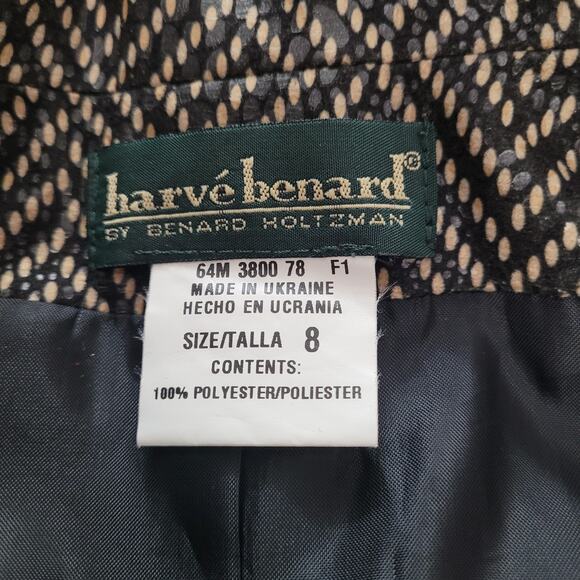 harvé benard®
BY BENARD HOLTZMAN
64M 3800 78 F1
MADE IN UKRAINE
HECHO EN UCRANIA
SIZE/TALLA 8
CONTENTS:
100% POLYESTER/POLIESTER